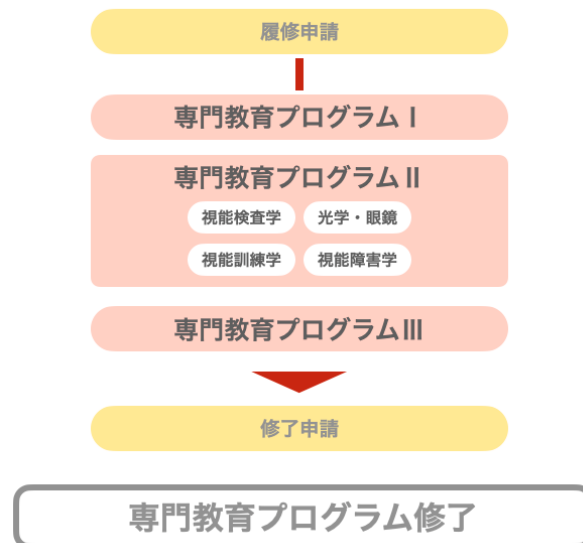 履修申請
専門教育プログラムⅠ
専門教育プログラムⅡ
視能検査学 光学・眼鏡
視能訓練学 視能障害学
専門教育プログラムⅢ
修了申請
専門教育プログラム修了